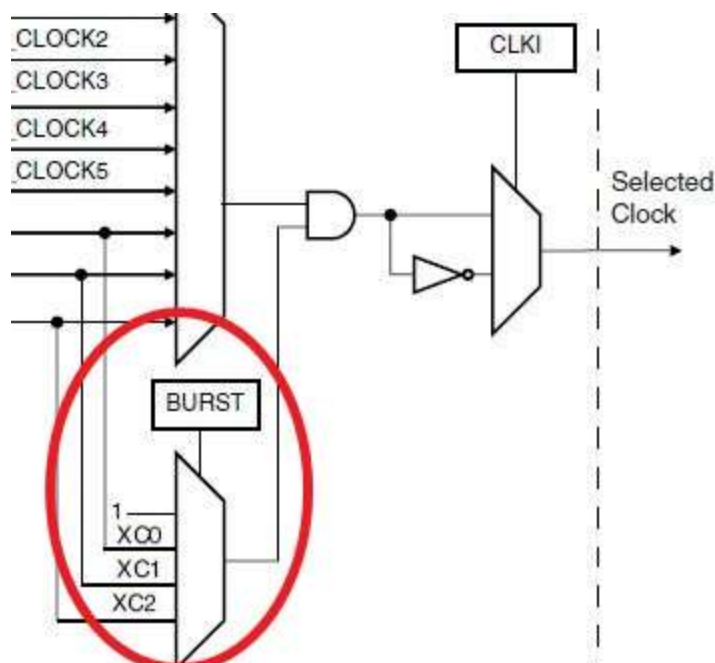 _CLOCK2
CLKI
_CLOCK3
_CLOCK4
_CLOCK5
Selected
Clock
BURST
1
XC0
XC1
XC2